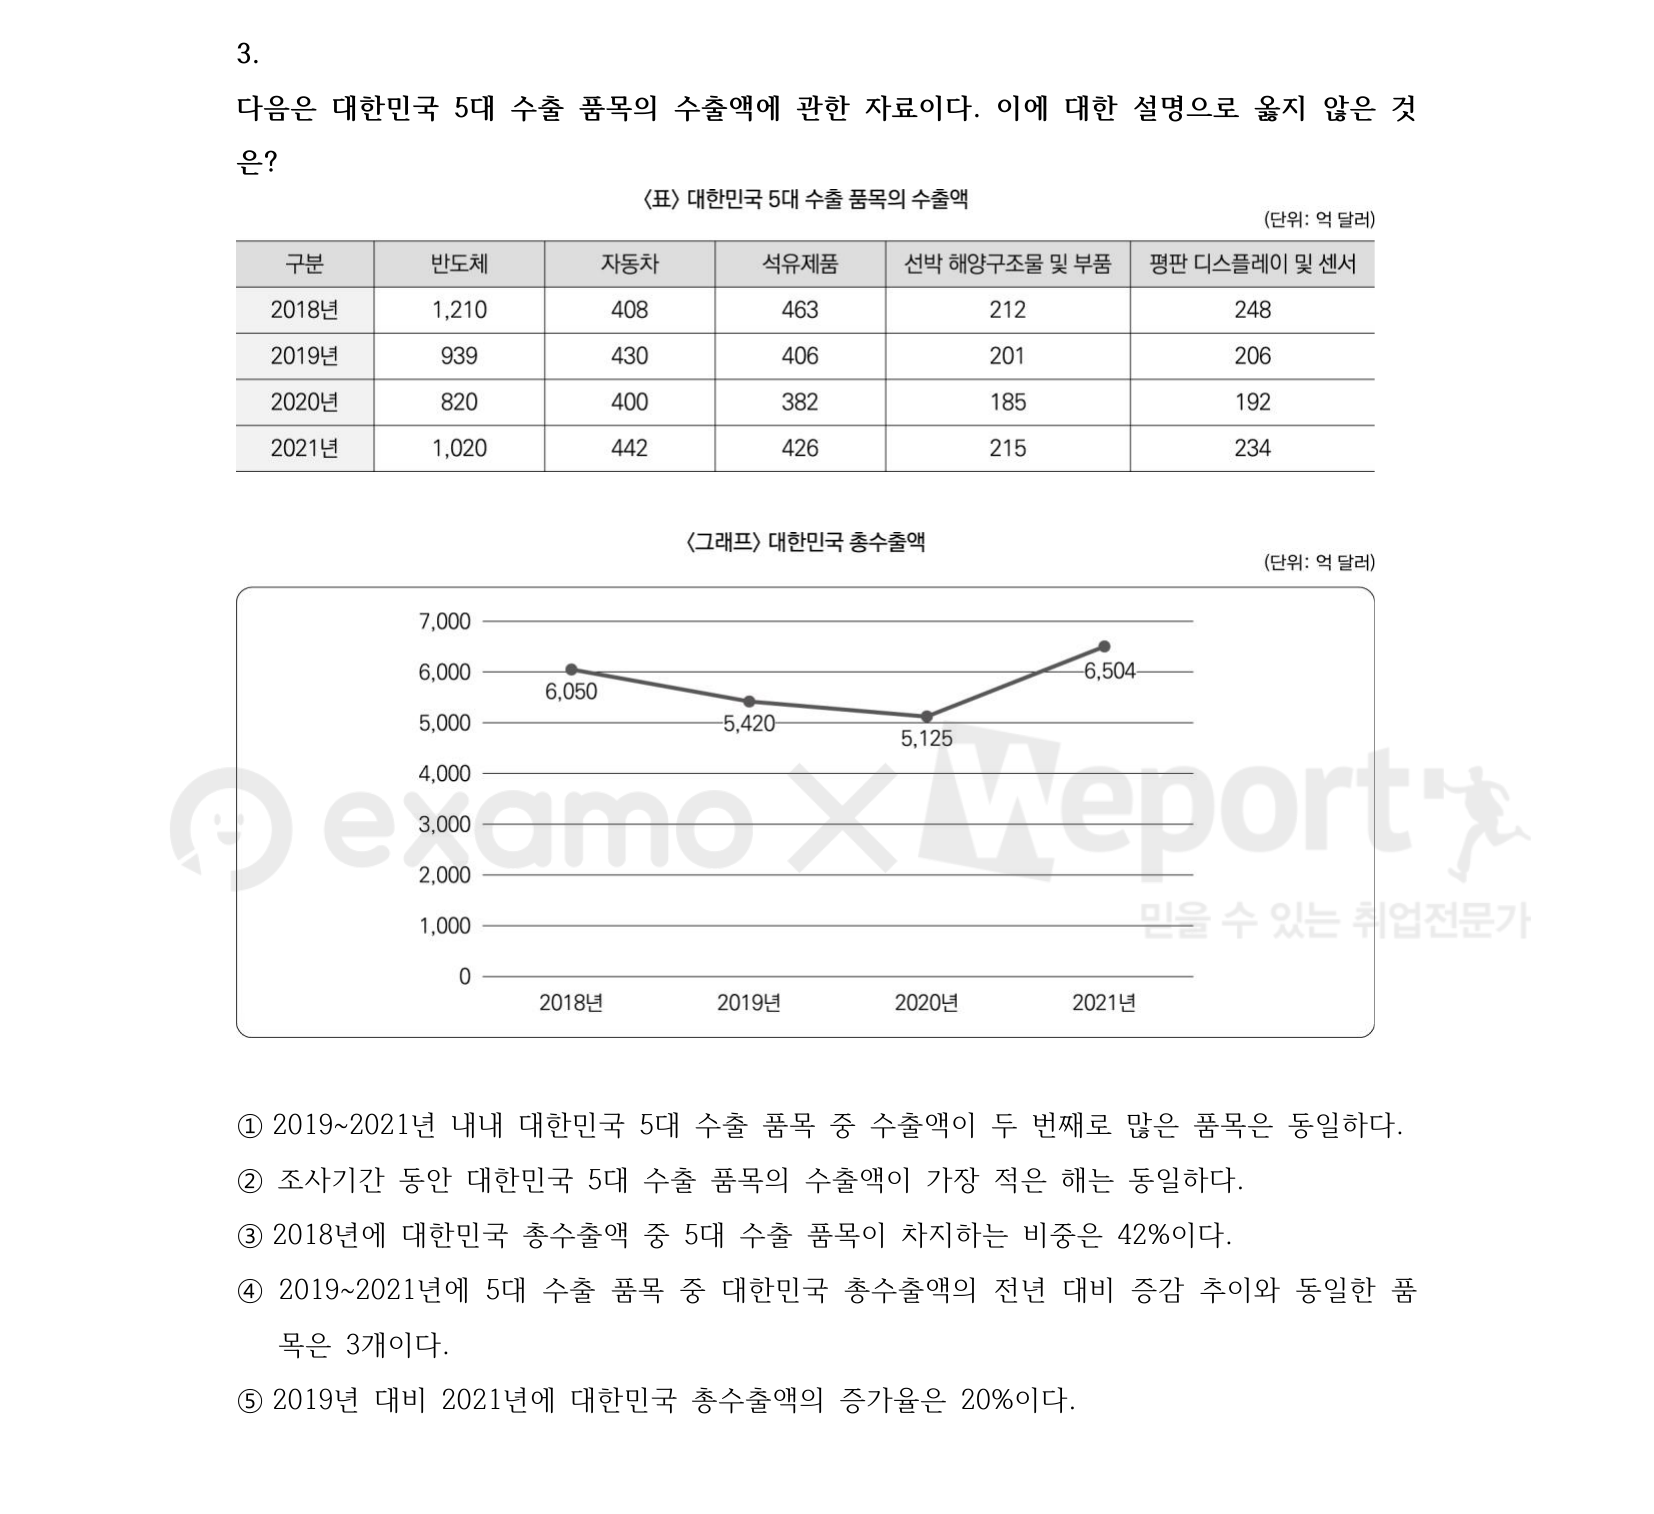 3.
다음은 대한민국 5대 수출 품목의 수출액에 관한 자료이다. 이에 대한 설명으로 옳지 않은 것
은?
〈표〉 대한민국 5대 수출 품목의 수출액
(단위: 억 달러)
구분 반도체 자동차 석유제품 선박 해양구조물 및 부품 평판 디스플레이 및 센서
2018년 1,210 408 463 212 248
2019년 939 430 406 201 206
2020년 820 400 382 185 192
2021년 1,020 442 426 215 234
〈그래프〉 대한민국 총수출액
(단위: 억 달러)
7,000
6,000
5,000
4,000
3,000
2,000
1,000
0
6,050
5,420
5,125
6,504
2018년 2019년 2020년 2021년
examo × Weport
믿을 수 있는 취업전문가
① 2019~2021년 내내 대한민국 5대 수출 품목 중 수출액이 두 번째로 많은 품목은 동일하다.
② 조사기간 동안 대한민국 5대 수출 품목의 수출액이 가장 적은 해는 동일하다.
③ 2018년에 대한민국 총수출액 중 5대 수출 품목이 차지하는 비중은 42%이다.
④ 2019~2021년에 5대 수출 품목 중 대한민국 총수출액의 전년 대비 증감 추이와 동일한 품
목은 3개이다.
⑤ 2019년 대비 2021년에 대한민국 총수출액의 증가율은 20%이다.